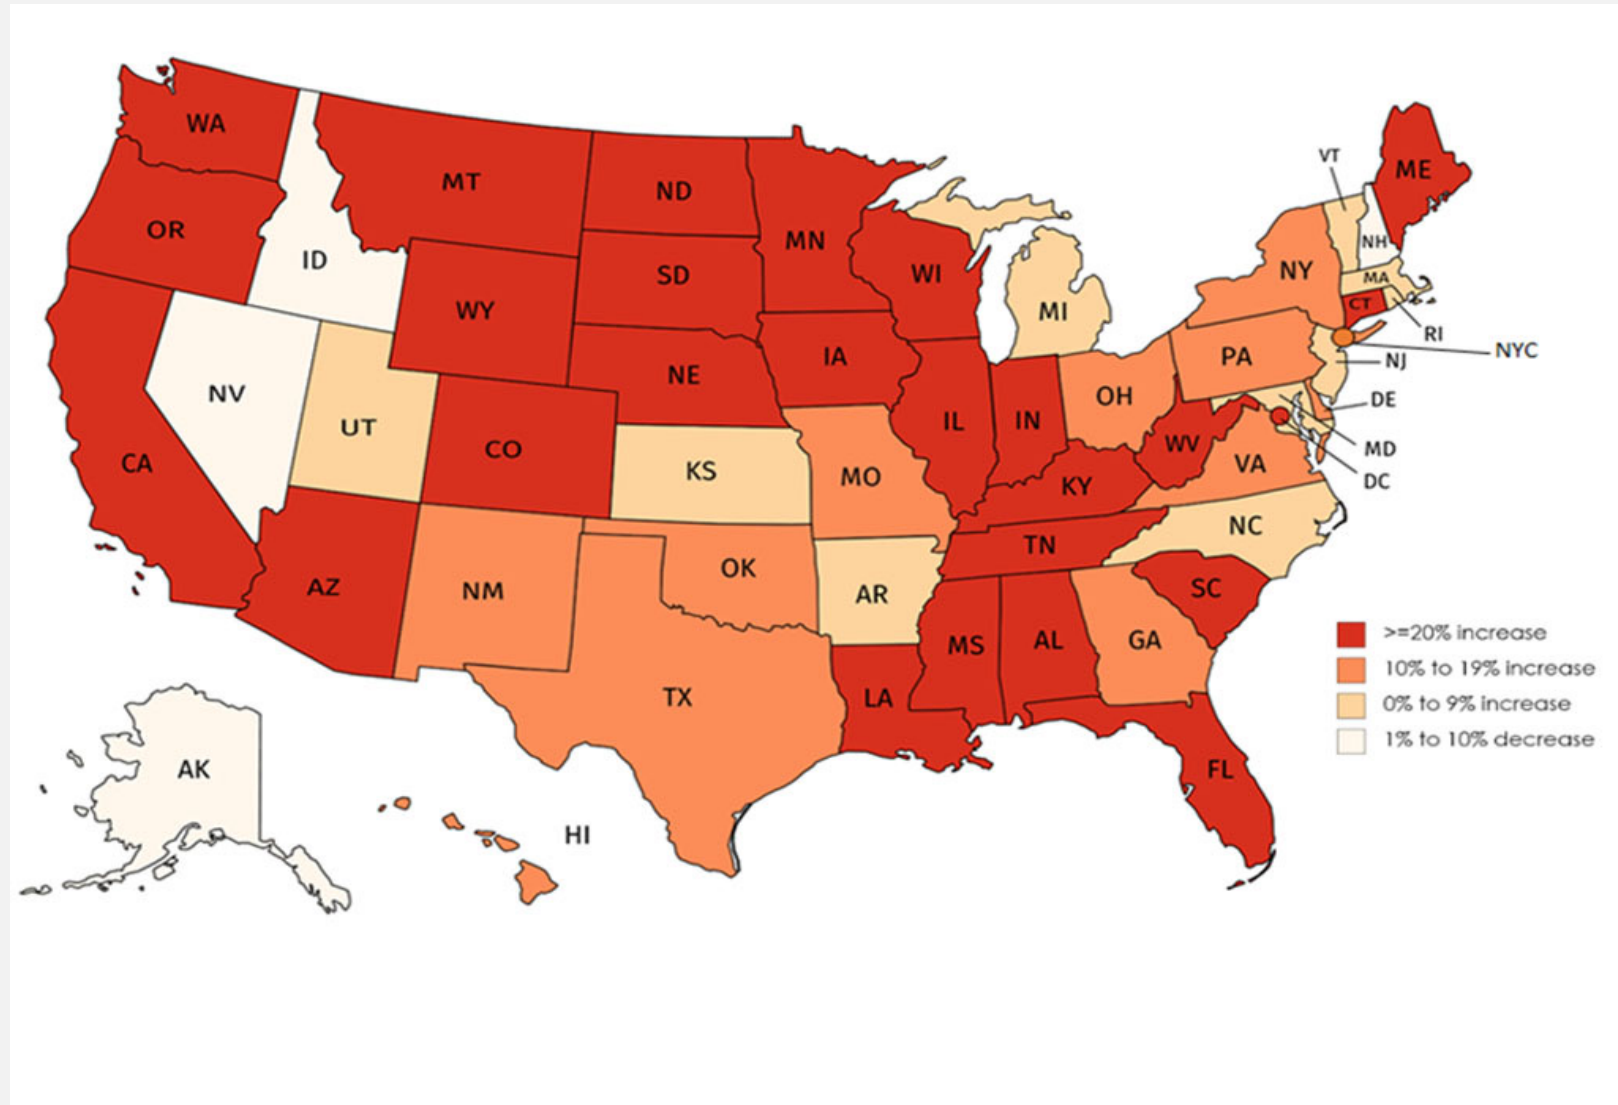 WA
MT
ND
MN
OR
ID
WY
SD
WI
MI
VT
ME
NH
NY
MA
CT
RI
NYC
NJ
NV
UT
CO
NE
IA
IL
IN
OH
PA
DE
MD
DC
CA
KS
MO
KY
WV
VA
NC
TN
AZ
NM
OK
AR
SC
MS
AL
GA
TX
LA
FL
AK
HI
>=20% increase
10% to 19% increase
0% to 9% increase
1% to 10% decrease